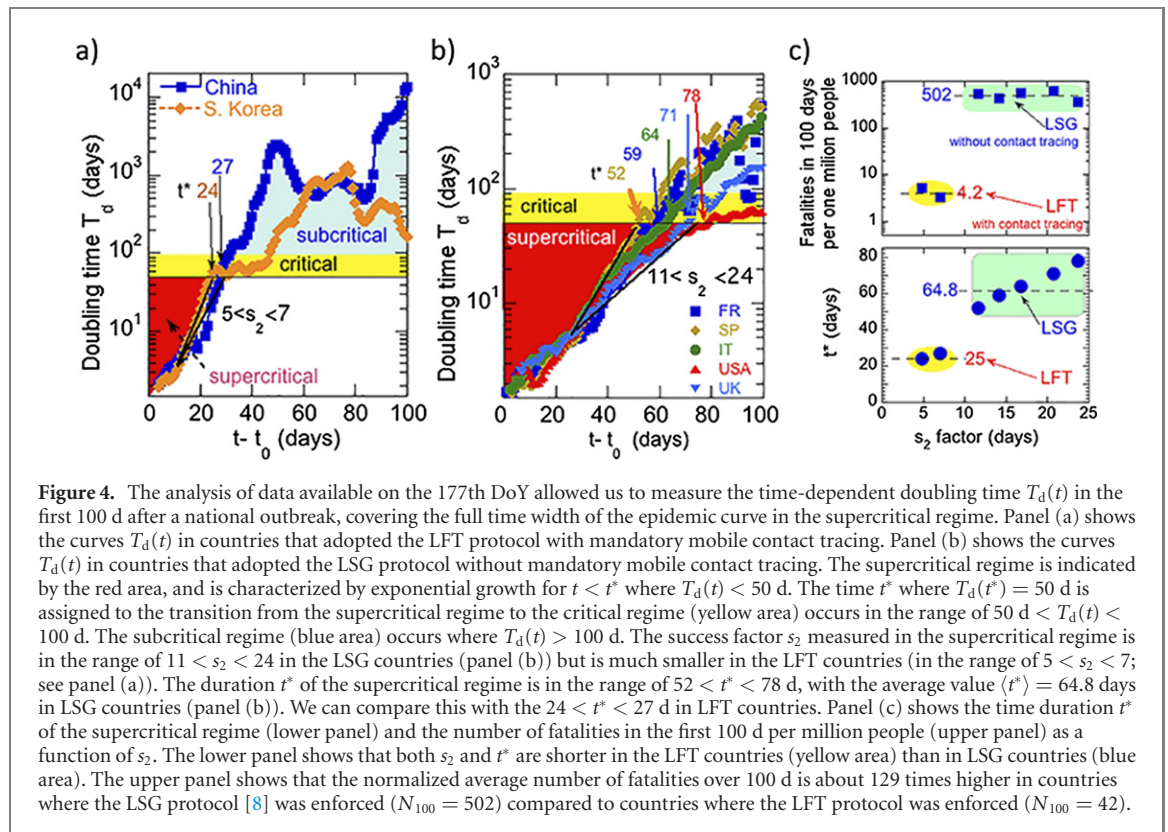 a)
China
S. Korea
Doubling time T_d (days)
10^4
10^3
10^2
10^1
t*
24
27
subcritical
critical
5<s_2<7
supercritical
0 20 40 60 80 100
t- t_0 (days)
b)
Doubling time T_d (days)
10^3
10^2
10^1
t*
52
59
64
71
78
critical
supercritical
11< s_2 <24
FR
SP
IT
USA
UK
0 20 40 60 80 100
t- t_0 (days)
c)
Fatalities in 100 days
per one million people
1000
100
10
1
502
LSG
without contact tracing
4.2
LFT
with contact tracing
t* (days)
80
60
40
20
0
64.8
LSG
25
LFT
0 5 10 15 20 25
s_2 factor (days)
Figure 4. The analysis of data available on the 177th DoY allowed us to measure the time-dependent doubling time T_d(t) in the
first 100 d after a national outbreak, covering the full time width of the epidemic curve in the supercritical regime. Panel (a) shows
the curves T_d(t) in countries that adopted the LFT protocol with mandatory mobile contact tracing. Panel (b) shows the curves
T_d(t) in countries that adopted the LSG protocol without mandatory mobile contact tracing. The supercritical regime is indicated
by the red area, and is characterized by exponential growth for t < t* where T_d(t) < 50 d. The time t* where T_d(t*) = 50 d is
assigned to the transition from the supercritical regime to the critical regime (yellow area) occurs in the range of 50 d < T_d(t) <
100 d. The subcritical regime (blue area) occurs where T_d(t) > 100 d. The success factor s_2 measured in the supercritical regime is
in the range of 11 < s_2 < 24 in the LSG countries (panel (b)) but is much smaller in the LFT countries (in the range of 5 < s_2 < 7;
see panel (a)). The duration t* of the supercritical regime is in the range of 52 < t* < 78 d, with the average value ⟨t*⟩ = 64.8 days
in LSG countries (panel (b)). We can compare this with the 24 < t* < 27 d in LFT countries. Panel (c) shows the time duration t*
of the supercritical regime (lower panel) and the number of fatalities in the first 100 d per million people (upper panel) as a
function of s_2. The lower panel shows that both s_2 and t* are shorter in the LFT countries (yellow area) than in LSG countries (blue
area). The upper panel shows that the normalized average number of fatalities over 100 d is about 129 times higher in countries
where the LSG protocol [8] was enforced (N_100 = 502) compared to countries where the LFT protocol was enforced (N_100 = 42).